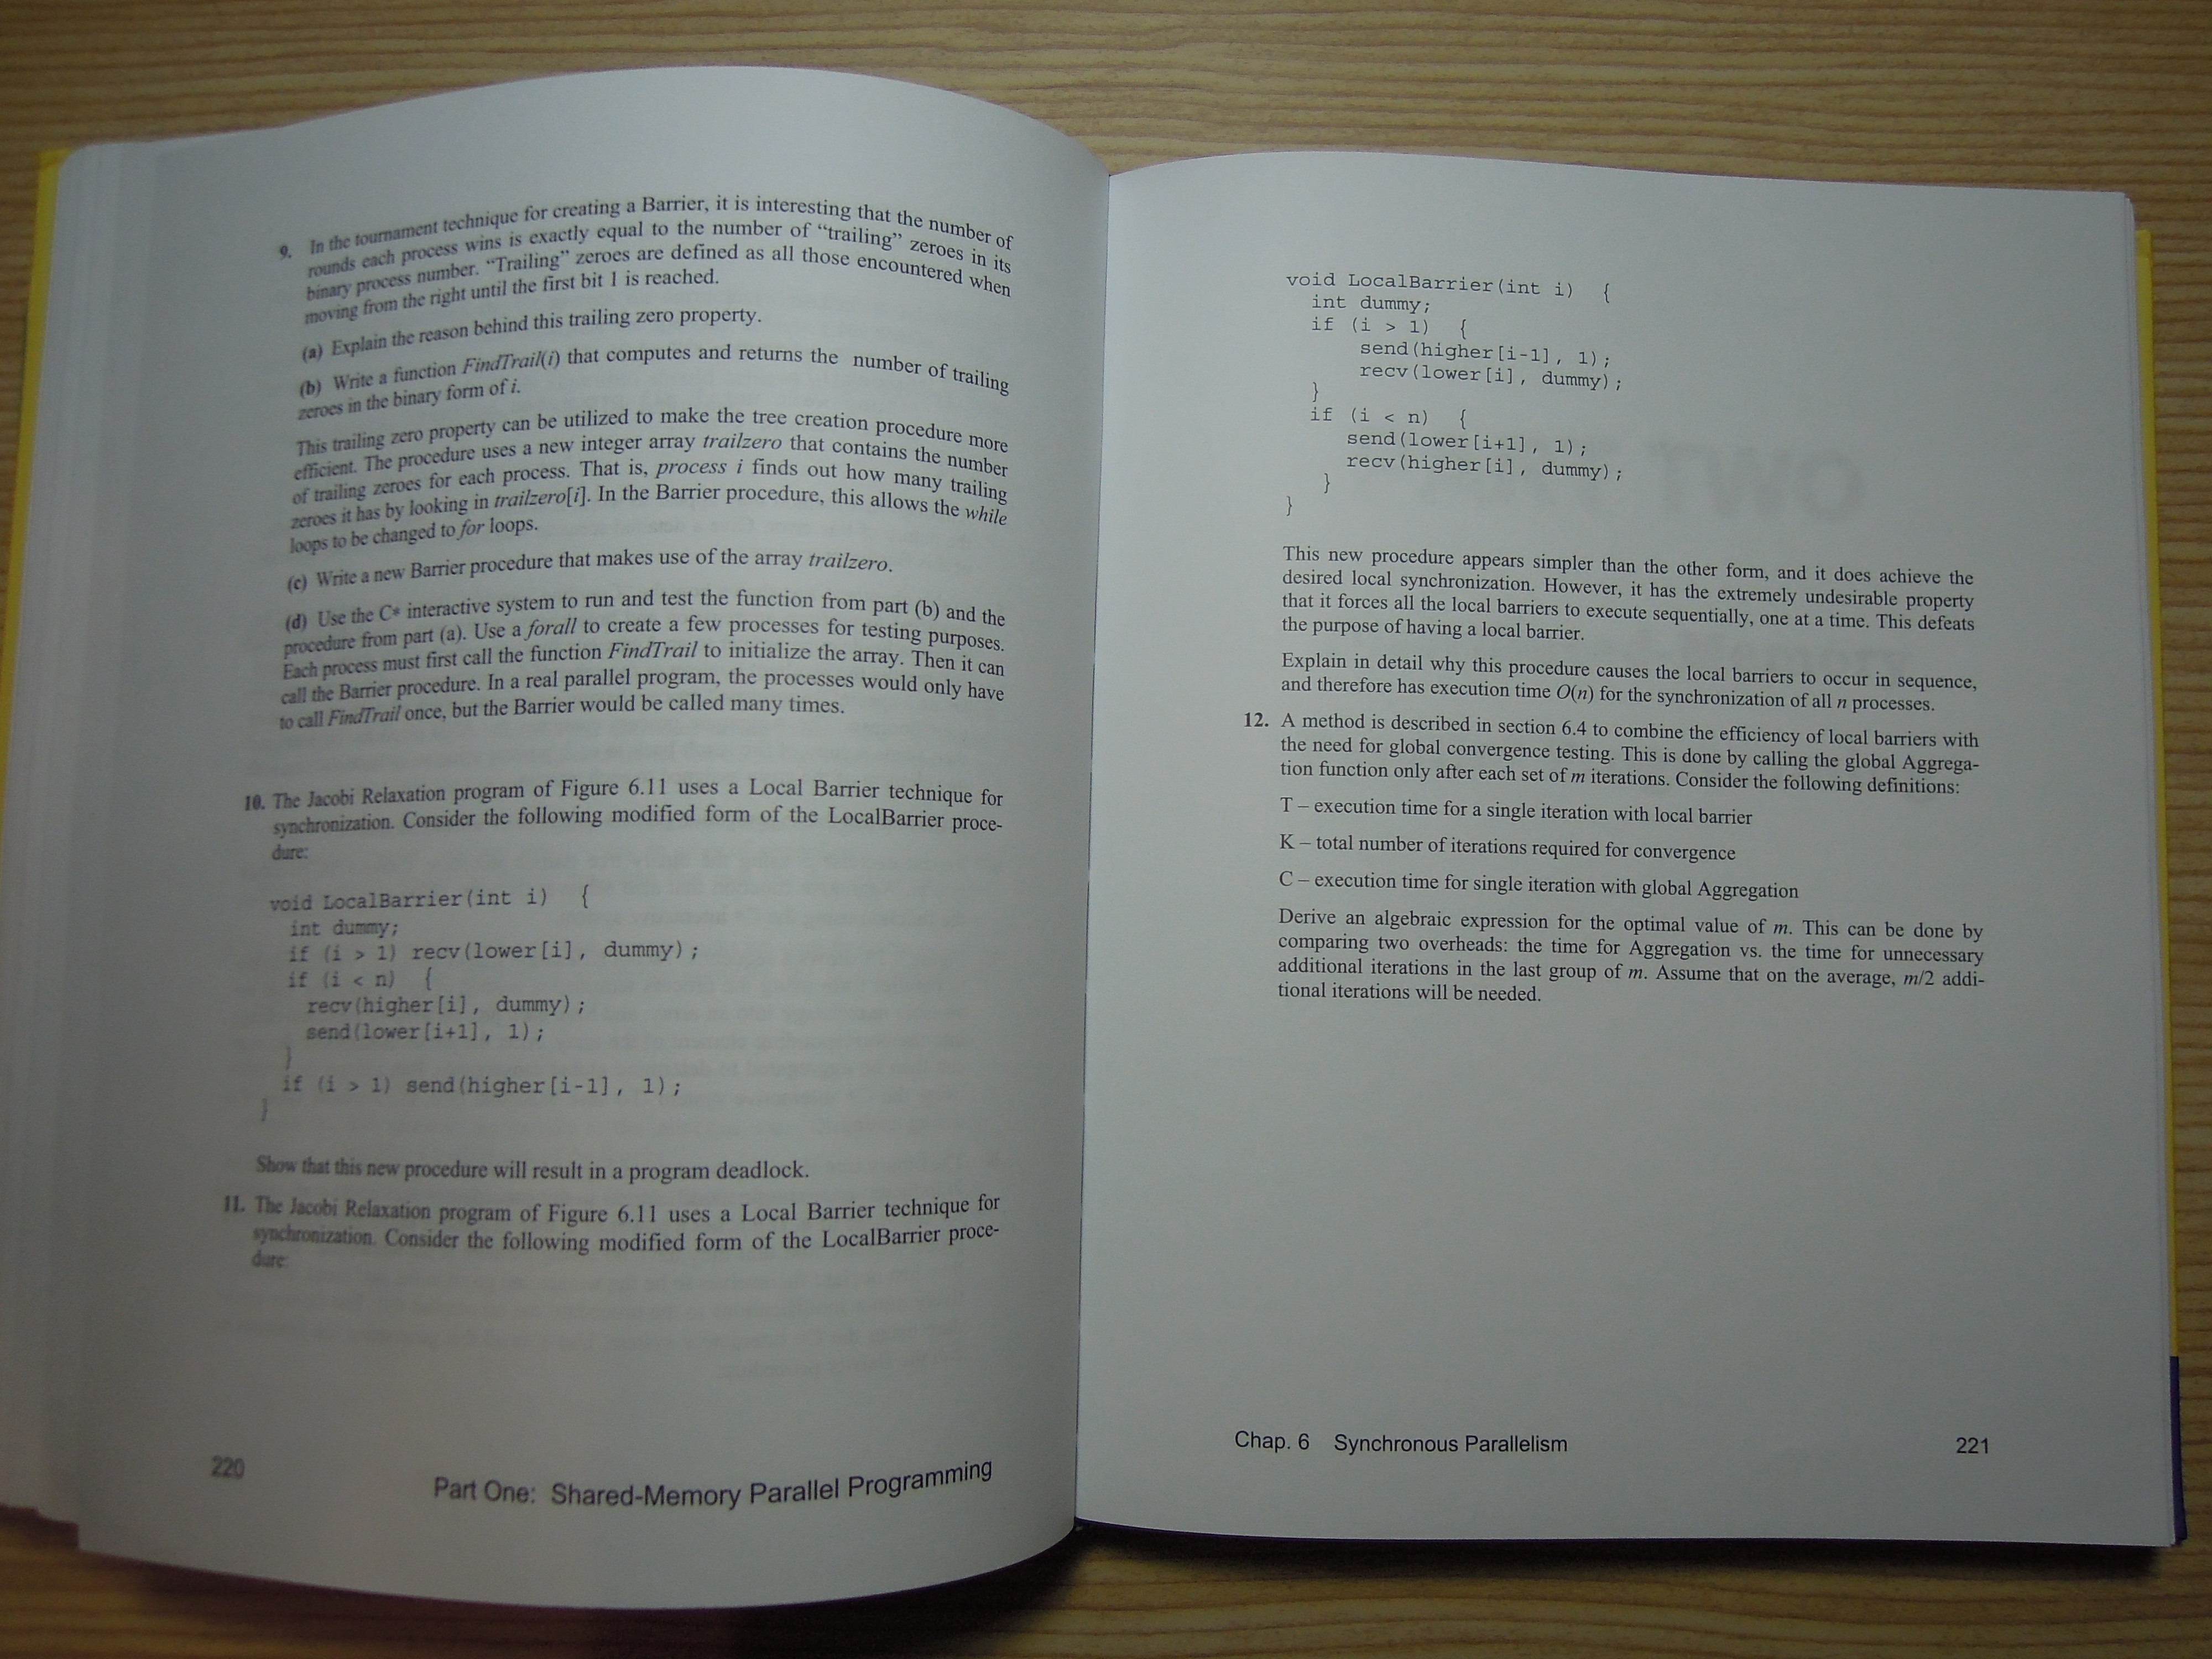 9. In the tournament technique for creating a Barrier, it is interesting that the number of
rounds each process wins is exactly equal to the number of “trailing” zeroes in its
binary process number. “Trailing” zeroes are defined as all those encountered when
moving from the right until the first bit 1 is reached.
(a) Explain the reason behind this trailing zero property.
(b) Write a function FindTrail(i) that computes and returns the number of trailing
zeroes in the binary form of i.
This trailing zero property can be utilized to make the tree creation procedure more
efficient. The procedure uses a new integer array trailzero that contains the number
of trailing zeroes for each process. That is, process i finds out how many trailing
zeroes it has by looking in trailzero[i]. In the Barrier procedure, this allows the while
loops to be changed to for loops.
(c) Write a new Barrier procedure that makes use of the array trailzero.
(d) Use the C* interactive system to run and test the function from part (b) and the
procedure from part (a). Use a forall to create a few processes for testing purposes.
Each process must first call the function FindTrail to initialize the array. Then it can
call the Barrier procedure. In a real parallel program, the processes would only have
to call FindTrail once, but the Barrier would be called many times.
10. The Jacobi Relaxation program of Figure 6.11 uses a Local Barrier technique for
synchronization. Consider the following modified form of the LocalBarrier proce-
dure:
void LocalBarrier(int i) {
int dummy;
if (i > 1) recv(lower[i], dummy);
if (i < n) {
recv(higher[i], dummy);
send(lower[i+1], 1);
}
if (i > 1) send(higher[i-1], 1);
}
Show that this new procedure will result in a program deadlock.
11. The Jacobi Relaxation program of Figure 6.11 uses a Local Barrier technique for
synchronization. Consider the following modified form of the LocalBarrier proce-
dure:
220
Part One: Shared-Memory Parallel Programming
void LocalBarrier(int i) {
int dummy;
if (i > 1) {
send(higher[i-1], 1);
recv(lower[i], dummy);
}
if (i < n) {
send(lower[i+1], 1);
recv(higher[i], dummy);
}
}
This new procedure appears simpler than the other form, and it does achieve the
desired local synchronization. However, it has the extremely undesirable property
that it forces all the local barriers to execute sequentially, one at a time. This defeats
the purpose of having a local barrier.
Explain in detail why this procedure causes the local barriers to occur in sequence,
and therefore has execution time O(n) for the synchronization of all n processes.
12. A method is described in section 6.4 to combine the efficiency of local barriers with
the need for global convergence testing. This is done by calling the global Aggrega-
tion function only after each set of m iterations. Consider the following definitions:
T – execution time for a single iteration with local barrier
K – total number of iterations required for convergence
C – execution time for single iteration with global Aggregation
Derive an algebraic expression for the optimal value of m. This can be done by
comparing two overheads: the time for Aggregation vs. the time for unnecessary
additional iterations in the last group of m. Assume that on the average, m/2 addi-
tional iterations will be needed.
Chap. 6 Synchronous Parallelism 221